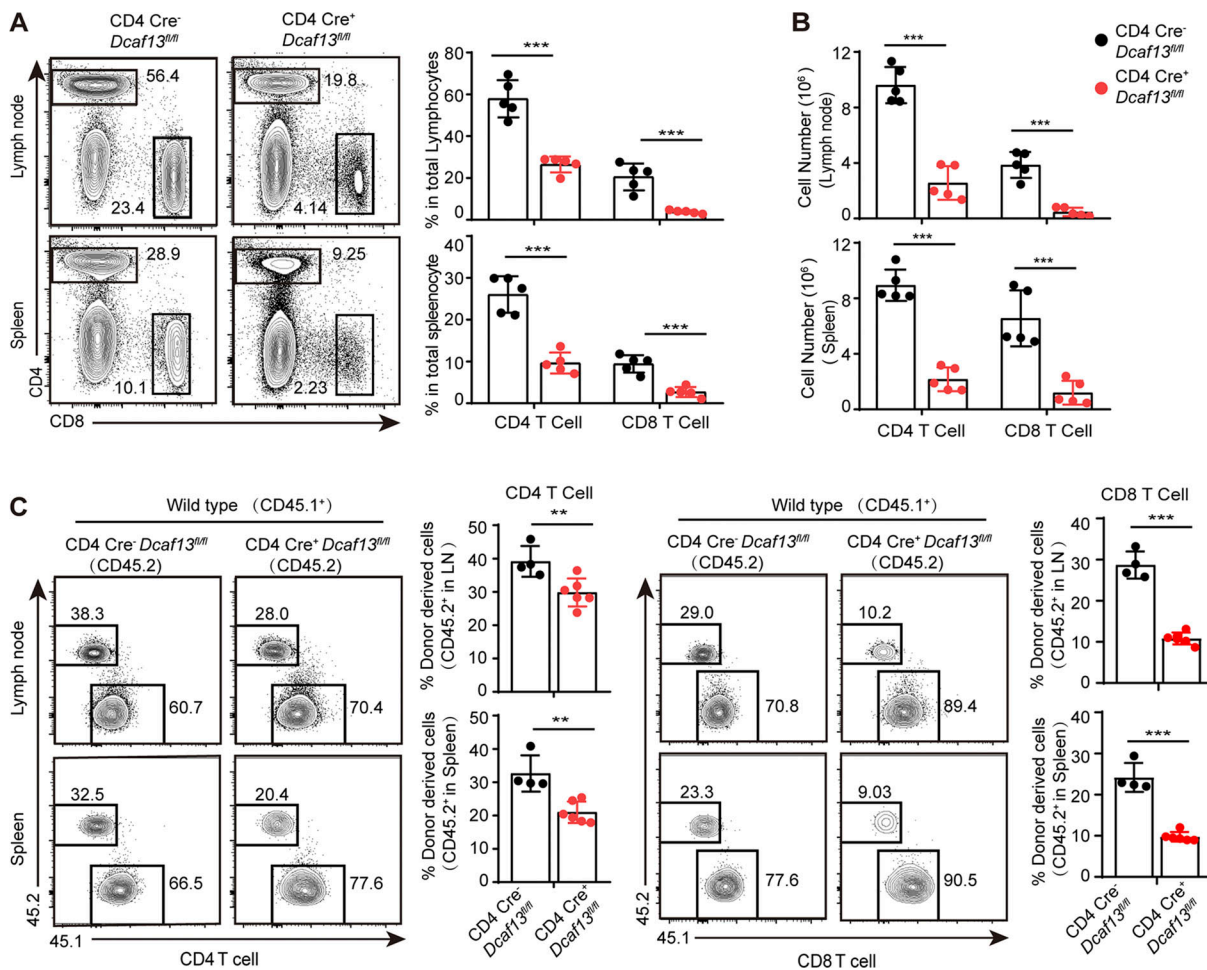 A
CD4 Cre-
Dcaf13fl/fl
CD4 Cre+
Dcaf13fl/fl
Lymph node
56.4
23.4
19.8
4.14
Spleen
28.9
10.1
9.25
2.23
CD4
CD8
% in total Lymphocytes
80
60
40
20
0
***
***
% in total spleenocyte
30
20
10
0
***
***
CD4 T Cell
CD8 T Cell
B
Cell Number (10⁶)
(Lymph node)
12
8
4
0
***
***
CD4 Cre-
Dcaf13fl/fl
CD4 Cre+
Dcaf13fl/fl
Cell Number (10⁶)
( Spleen)
12
9
6
3
0
***
***
CD4 T Cell
CD8 T Cell
C
Wild type (CD45.1+)
CD4 Cre- Dcaf13fl/fl
(CD45.2)
CD4 Cre+ Dcaf13fl/fl
(CD45.2)
Lymph node
38.3
60.7
28.0
70.4
Spleen
32.5
66.5
20.4
77.6
45.2
45.1
CD4 T cell
CD4 T Cell
% Donor derived cells
(CD45.2+ in LN)
50
40
30
20
10
0
**
% Donor derived cells
(CD45.2+ in Spleen)
50
40
30
20
10
0
**
CD4 Cre-
Dcaf13fl/fl
CD4 Cre+
Dcaf13fl/fl
Wild type (CD45.1+)
CD4 Cre- Dcaf13fl/fl
(CD45.2)
CD4 Cre+ Dcaf13fl/fl
(CD45.2)
29.0
70.8
10.2
89.4
23.3
77.6
9.03
90.5
45.2
45.1
CD8 T cell
CD8 T Cell
% Donor derived cells
(CD45.2+ in LN)
40
30
20
10
0
***
% Donor derived cells
(CD45.2+ in Spleen)
40
30
20
10
0
***
CD4 Cre-
Dcaf13fl/fl
CD4 Cre+
Dcaf13fl/fl